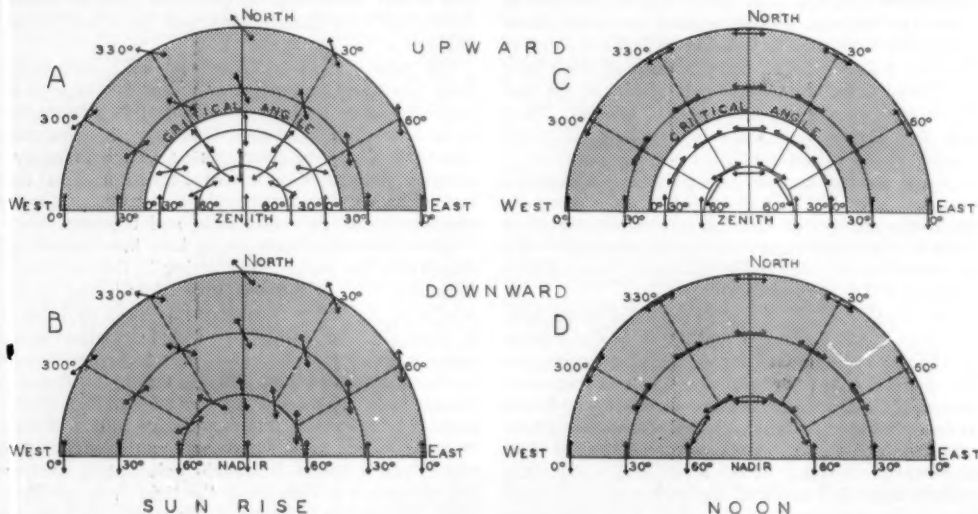 NORTH NORTH
330° 30° UPWARD 330° 30°
A C
CRITICAL ANGLE CRITICAL ANGLE
300° 60° 300° 60°
WEST EAST WEST EAST
0° 30° 0° 30° 60° 60° 30° 0° 30° 0° 0° 30° 0° 30° 60° 60° 30° 0° 30° 0°
ZENITH ZENITH
NORTH NORTH
330° 30° DOWNWARD 330° 30°
B D
300° 60° 300° 60°
WEST EAST WEST EAST
0° 30° 60° NADIR 60° 30° 0° 0° 30° 60° NADIR 60° 30° 0°
SUN RISE NOON